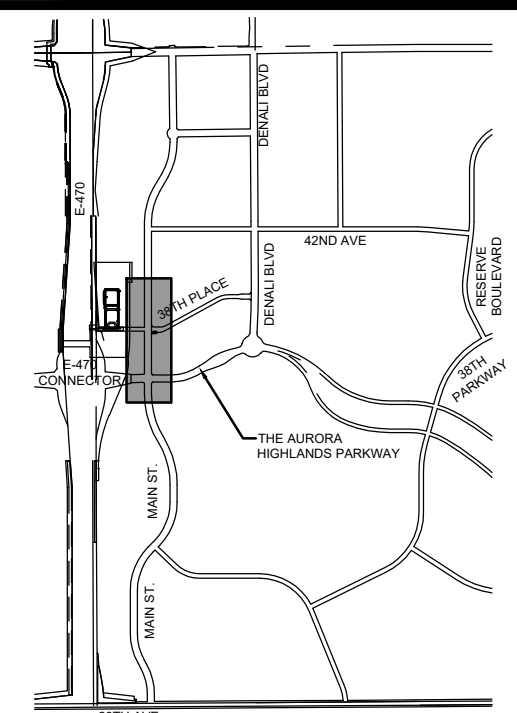 DENALI BLVD
E-470
42ND AVE
38TH PLACE
DENALI BLVD
RESERVE
BOULEVARD
E-470
CONNECTOR
38TH
PARKWAY
THE AURORA
HIGHLANDS PARKWAY
MAIN ST.
MAIN ST.